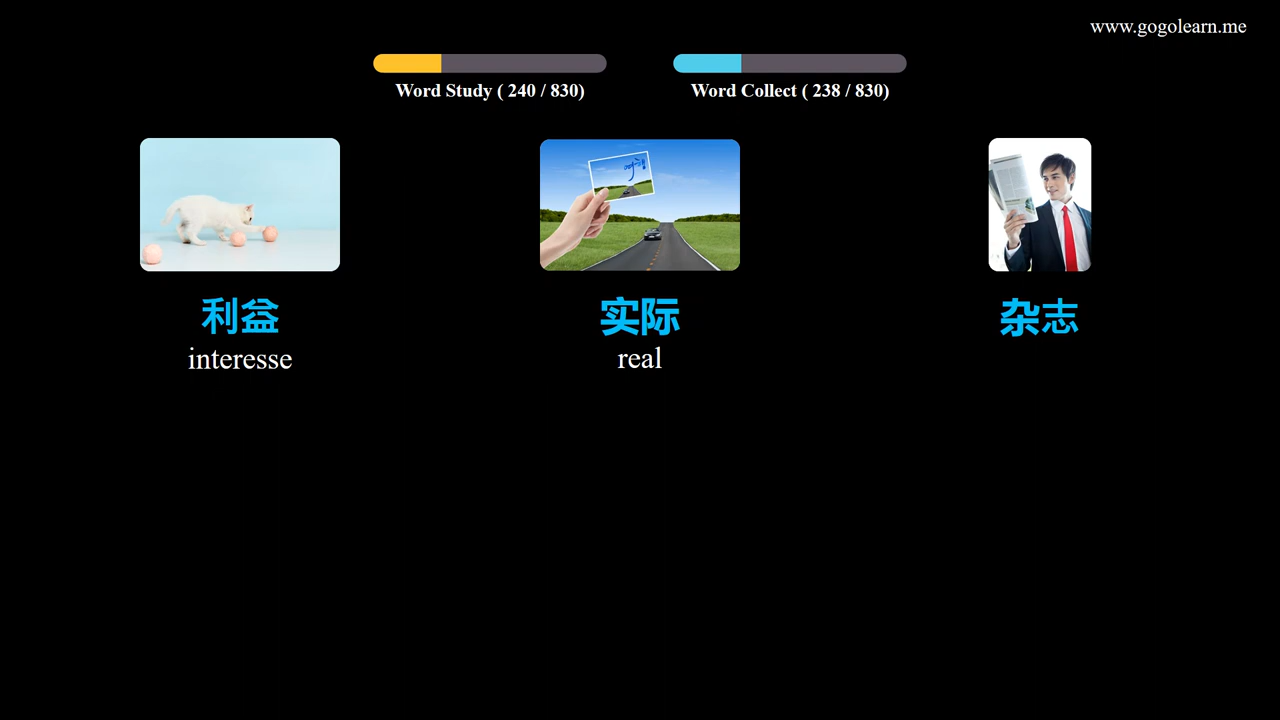 www.gogolearn.me
Word Study ( 240 / 830)
Word Collect ( 238 / 830)
利益
interesse
实际
real
杂志